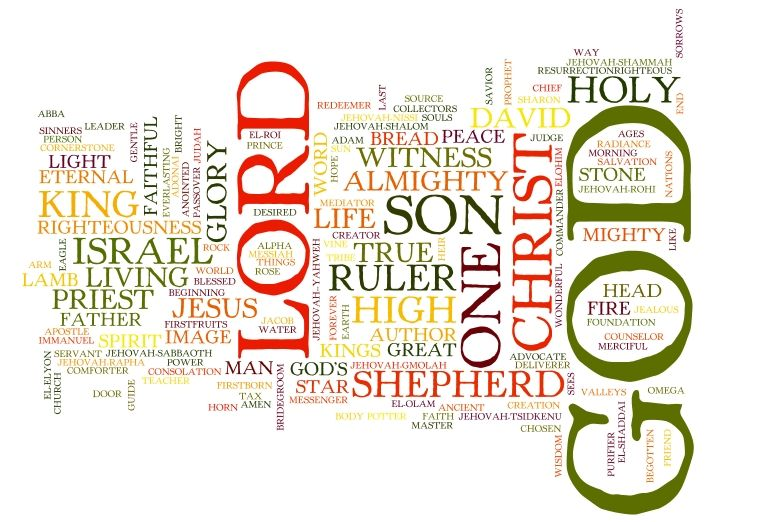 ABBA
SINNERS
LEADER
PERSON
CORNERSTONE
GENTLE
LIGHT
ETERNAL
FAITHFUL
EVERLASTING
ADONAI
BRIGHT
ANOINTED
PASSOVER
JUDAH
GLORY
KING
RIGHTEOUSNESS
EAGLE
ISRAEL
ROCK
ARM
LAMB
LIVING
WORLD
BLESSED
PRIEST
BEGINNING
FATHER
JESUS
APOSTLE
IMMANUEL
SPIRIT
FIRSTFRUITS
IMAGE
SERVANT
JEHOVAH-SABBAOTH
JEHOVAH-RAPHA
POWER
COMFORTER
CONSOLATION
TEACHER
EL-ELYON
CHURCH
DOOR
GUIDE
LORD
EL-ROI
PRINCE
DESIRED
ALPHA
MESSIAH
THINGS
ROSE
JACOB
WATER
MAN
GOD'S
FIRSTBORN
TAX
HORN
AMEN
BRIDEGROOM
STAR
MESSENGER
REDEEMER
LAST
SOURCE
COLLECTORS
JEHOVAH-NISSI
SOULS
JEHOVAH-SHALOM
WORD
ADAM
HOPE
SUN
BREAD
PEACE
WITNESS
ALMIGHTY
MEDIATOR
LIFE
SON
CREATOR
VINE
TRIBE
TRUE
HEIR
JEHOVAH-YAHWEH
RULER
FOREVER
EARTH
HIGH
AUTHOR
KINGS
GREAT
ONE
JEHOVAH-GMOLAH
SHEPHERD
EL-OLAM
ANCIENT
CREATION
BODY
POTTER
FAITH
JEHOVAH-TSIDKENU
MASTER
CHOSEN
SAVIOR
PROPHET
DAVID
SHARON
CHIEF
JUDGE
CHRIST
ELOHIM
COMMANDER
WONDERFUL
ADVOCATE
DELIVERER
SEES
WISDOM
WAY
JEHOVAH-SHAMMAH
RESURRECTION
RIGHTEOUS
SORROWS
HOLY
END
GOD
AGES
RADIANCE
MORNING
SALVATION
STONE
JEHOVAH-ROHI
NATIONS
MIGHTY
LIKE
HEAD
FIRE
JEALOUS
FOUNDATION
COUNSELOR
MERCIFUL
VALLEYS
OMEGA
PURIFIER
EL-SHADDAI
BEGOTTEN
FRIEND